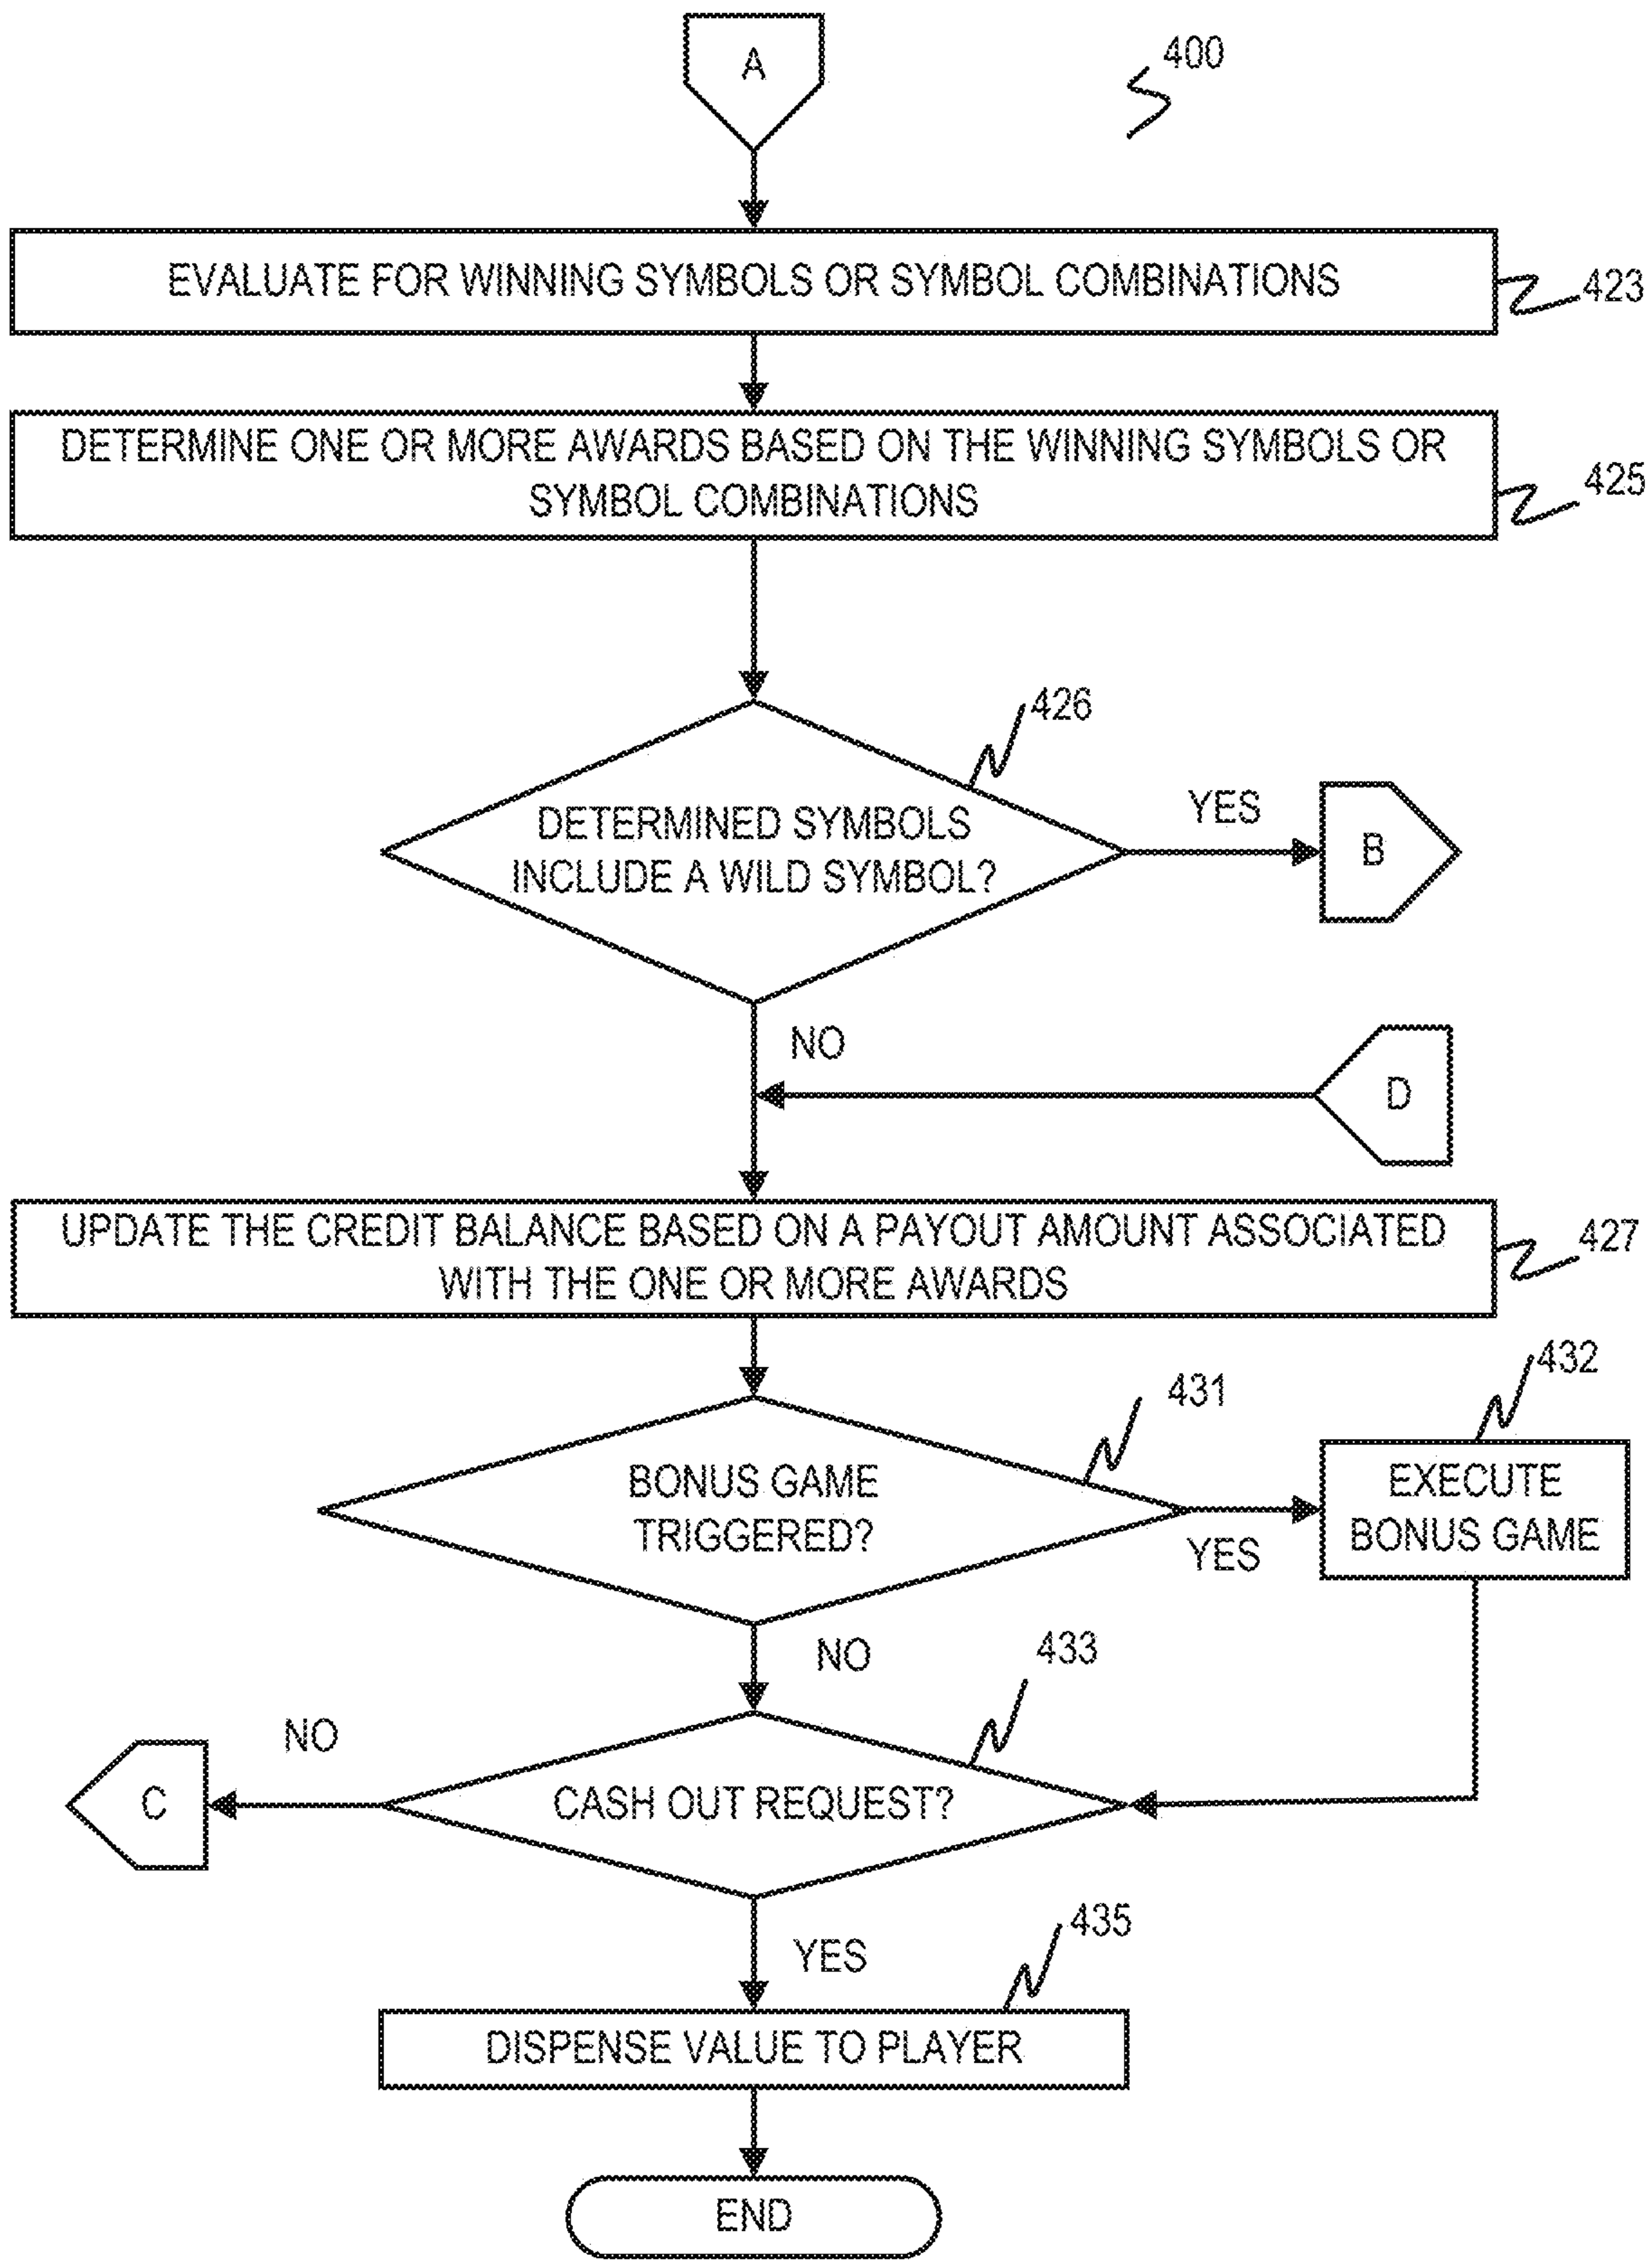 A
400
EVALUATE FOR WINNING SYMBOLS OR SYMBOL COMBINATIONS
423
DETERMINE ONE OR MORE AWARDS BASED ON THE WINNING SYMBOLS OR
SYMBOL COMBINATIONS
425
426
DETERMINED SYMBOLS
INCLUDE A WILD SYMBOL?
YES
B
NO
D
UPDATE THE CREDIT BALANCE BASED ON A PAYOUT AMOUNT ASSOCIATED
WITH THE ONE OR MORE AWARDS
427
431
432
BONUS GAME
TRIGGERED?
YES
EXECUTE
BONUS GAME
NO
433
NO
C
CASH OUT REQUEST?
YES
435
DISPENSE VALUE TO PLAYER
END